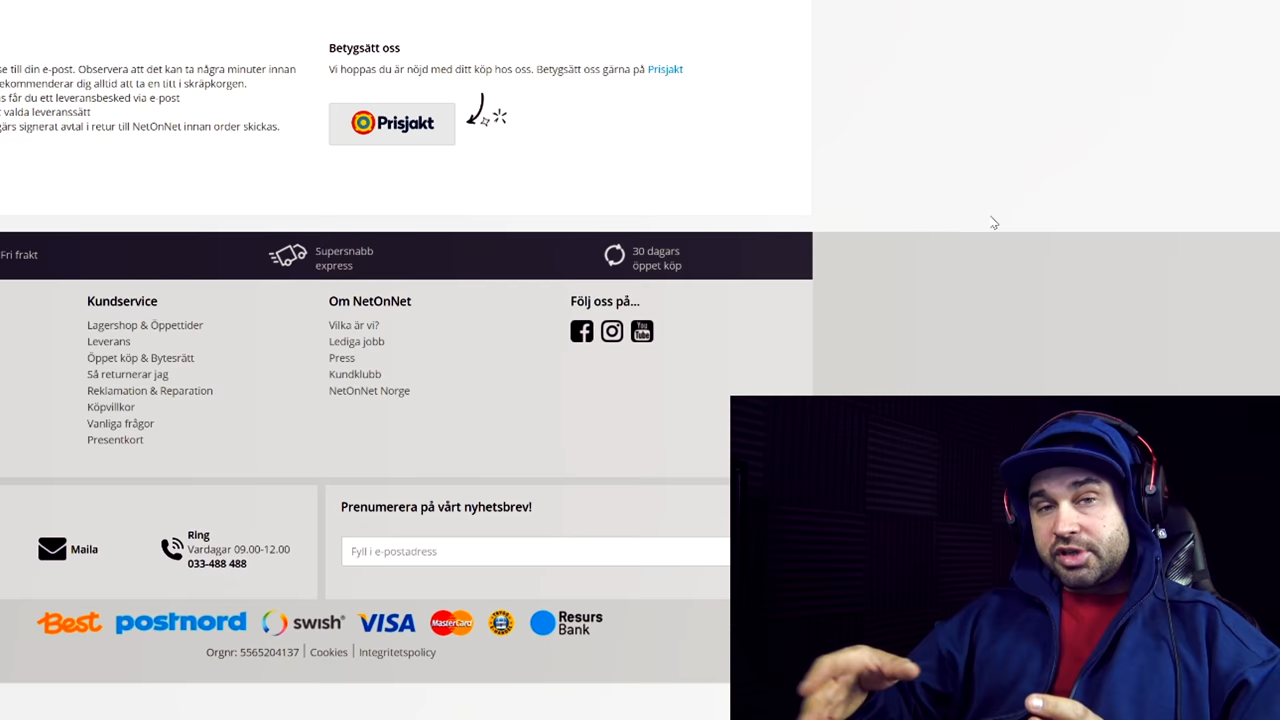 Betygsätt oss
se till din e-post. Observera att det kan ta några minuter innan
ekommenderar dig alltid att ta en titt i skräpkorgen.
s får du ett leveransbesked via e-post
t valda leveranssätt
gärs signerat avtal i retur till NetOnNet innan order skickas.
Vi hoppas du är nöjd med ditt köp hos oss. Betygsätt oss gärna på Prisjakt
Prisjakt
Fri frakt
Supersnabb
express
30 dagars
öppet köp
Kundservice
Lagershop & Öppettider
Leverans
Öppet köp & Bytesrätt
Så returnerar jag
Reklamation & Reparation
Köpvillkor
Vanliga frågor
Presentkort
Om NetOnNet
Vilka är vi?
Lediga jobb
Press
Kundklubb
NetOnNet Norge
Följ oss på...
You
Tube
Maila
Ring
Vardagar 09.00-12.00
033-488 488
Prenumerera på vårt nyhetsbrev!
Fyll i e-postadress
Best postnord swish VISA MasterCard Resurs
Bank
Orgnr: 5565204137 | Cookies | Integritetspolicy